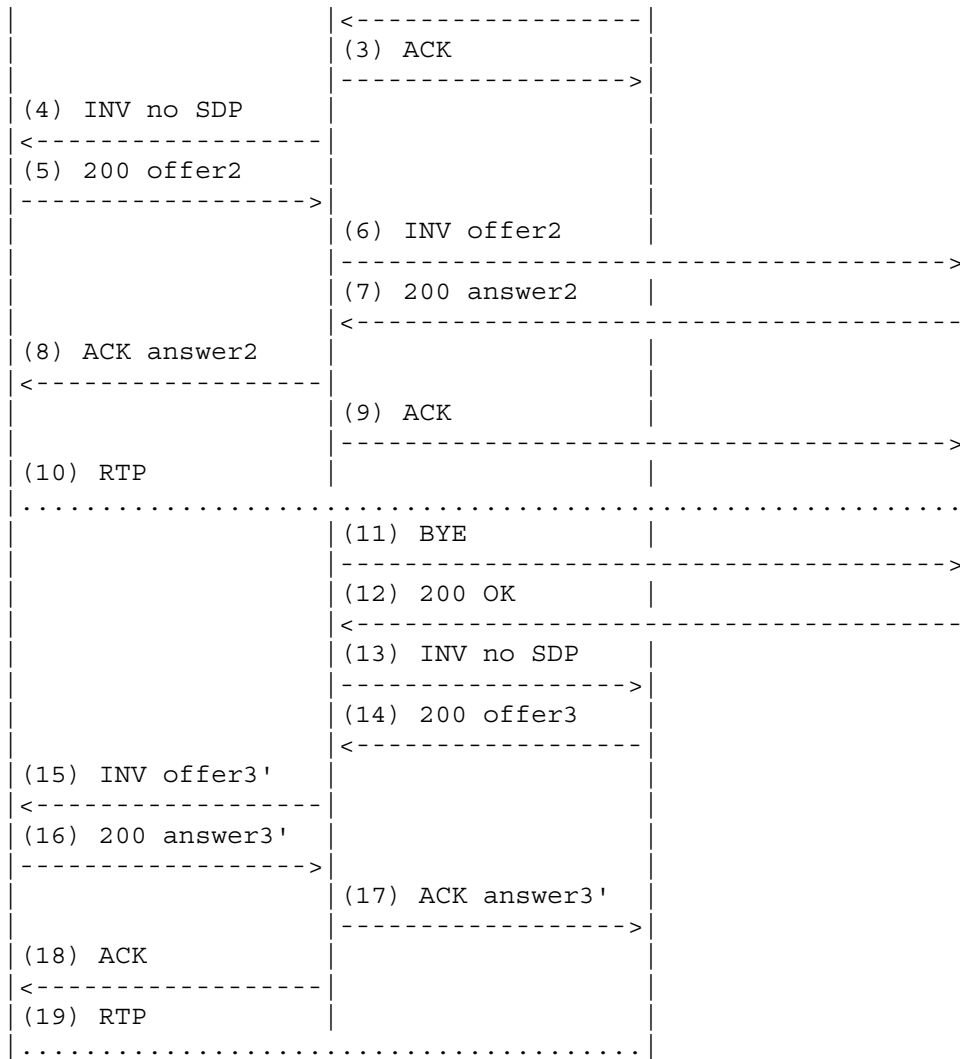 (3) ACK
(4) INV no SDP
(5) 200 offer2
(6) INV offer2
(7) 200 answer2
(8) ACK answer2
(9) ACK
(10) RTP
(11) BYE
(12) 200 OK
(13) INV no SDP
(14) 200 offer3
(15) INV offer3'
(16) 200 answer3'
(17) ACK answer3'
(18) ACK
(19) RTP